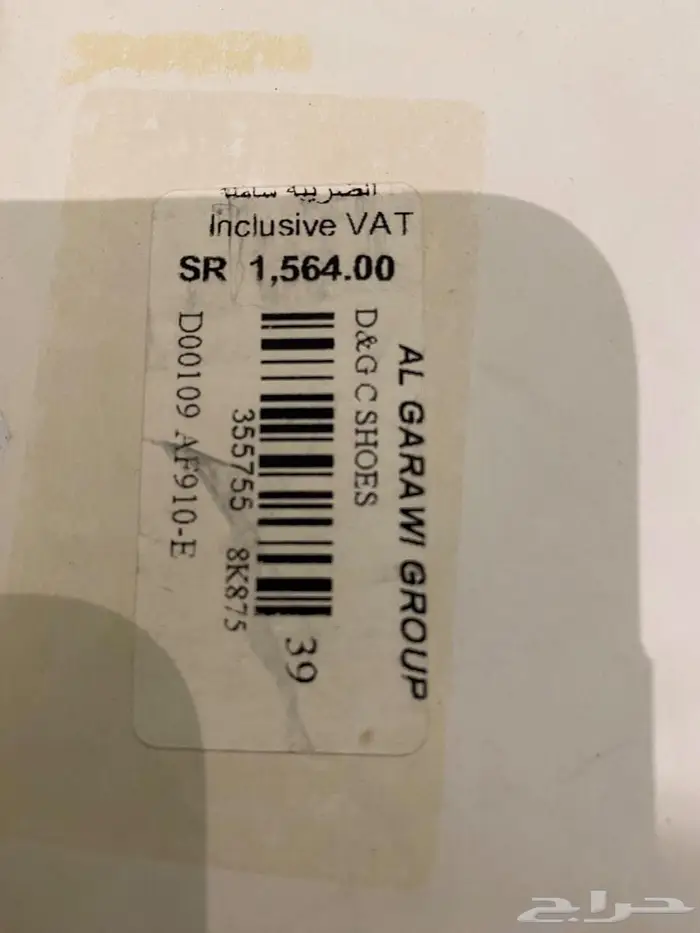 الضريبة شاملة
Inclusive VAT
SR 1,564.00
AL GARAWI GROUP
D&G C SHOES
39
355755 8K875
D00109 AF910-E
حراج